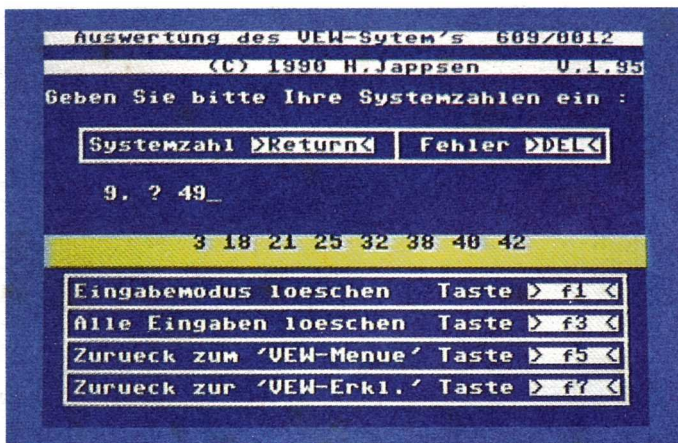 Auswertung des VEW-Sytem's 609/0012
(C) 1990 H.Jappsen V.1.95
Geben Sie bitte Ihre Systemzahlen ein :
Systemzahl >Return< Fehler >DEL<
9. ? 49_
3 18 21 25 32 38 40 42
Eingabemodus loeschen Taste > f1 <
Alle Eingaben loeschen Taste > f3 <
Zurueck zum 'VEW-Menue' Taste > f5 <
Zurueck zur 'VEW-Erkl.' Taste > f7 <